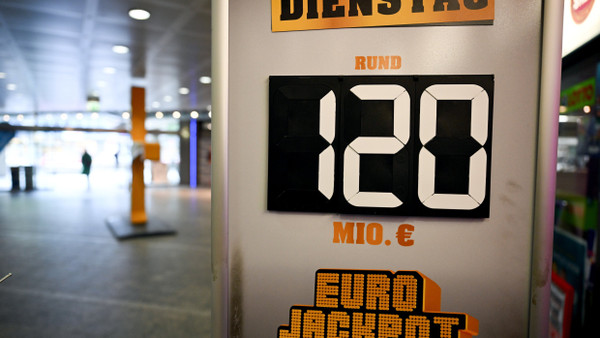 DIENSTAG
RUND
120
MIO. €
EURO
JACKPOT